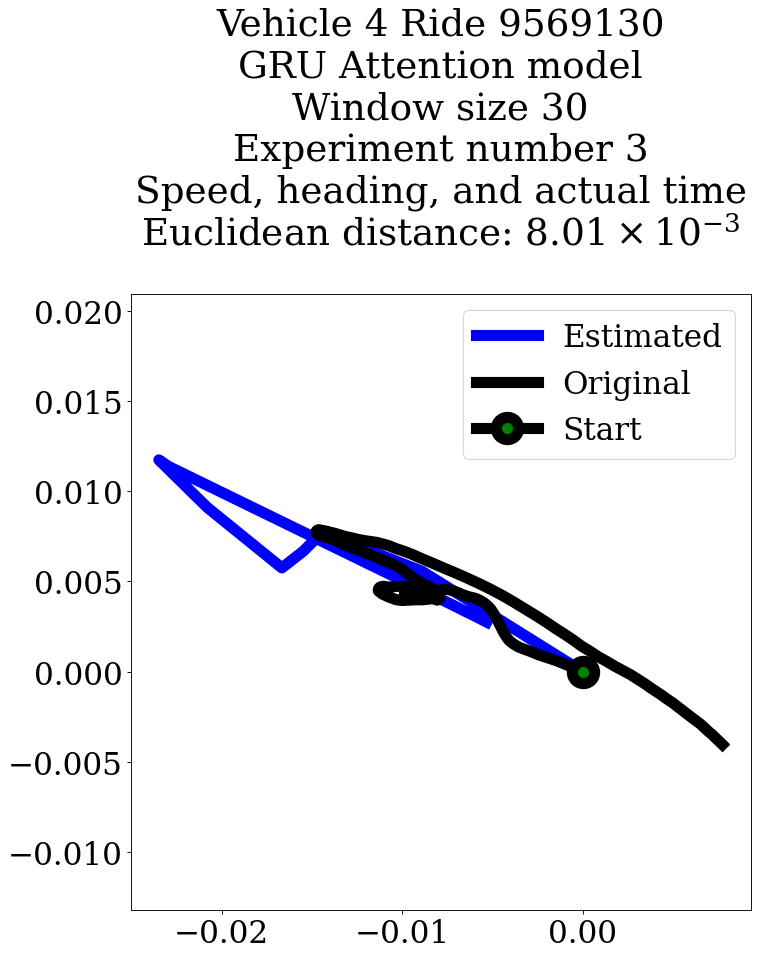 Vehicle 4 Ride 9569130
GRU Attention model
Window size 30
Experiment number 3
Speed, heading, and actual time
Euclidean distance: 8.01 × 10⁻³
Estimated
Original
Start
0.020
0.015
0.010
0.005
0.000
−0.005
−0.010
−0.02 −0.01 0.00